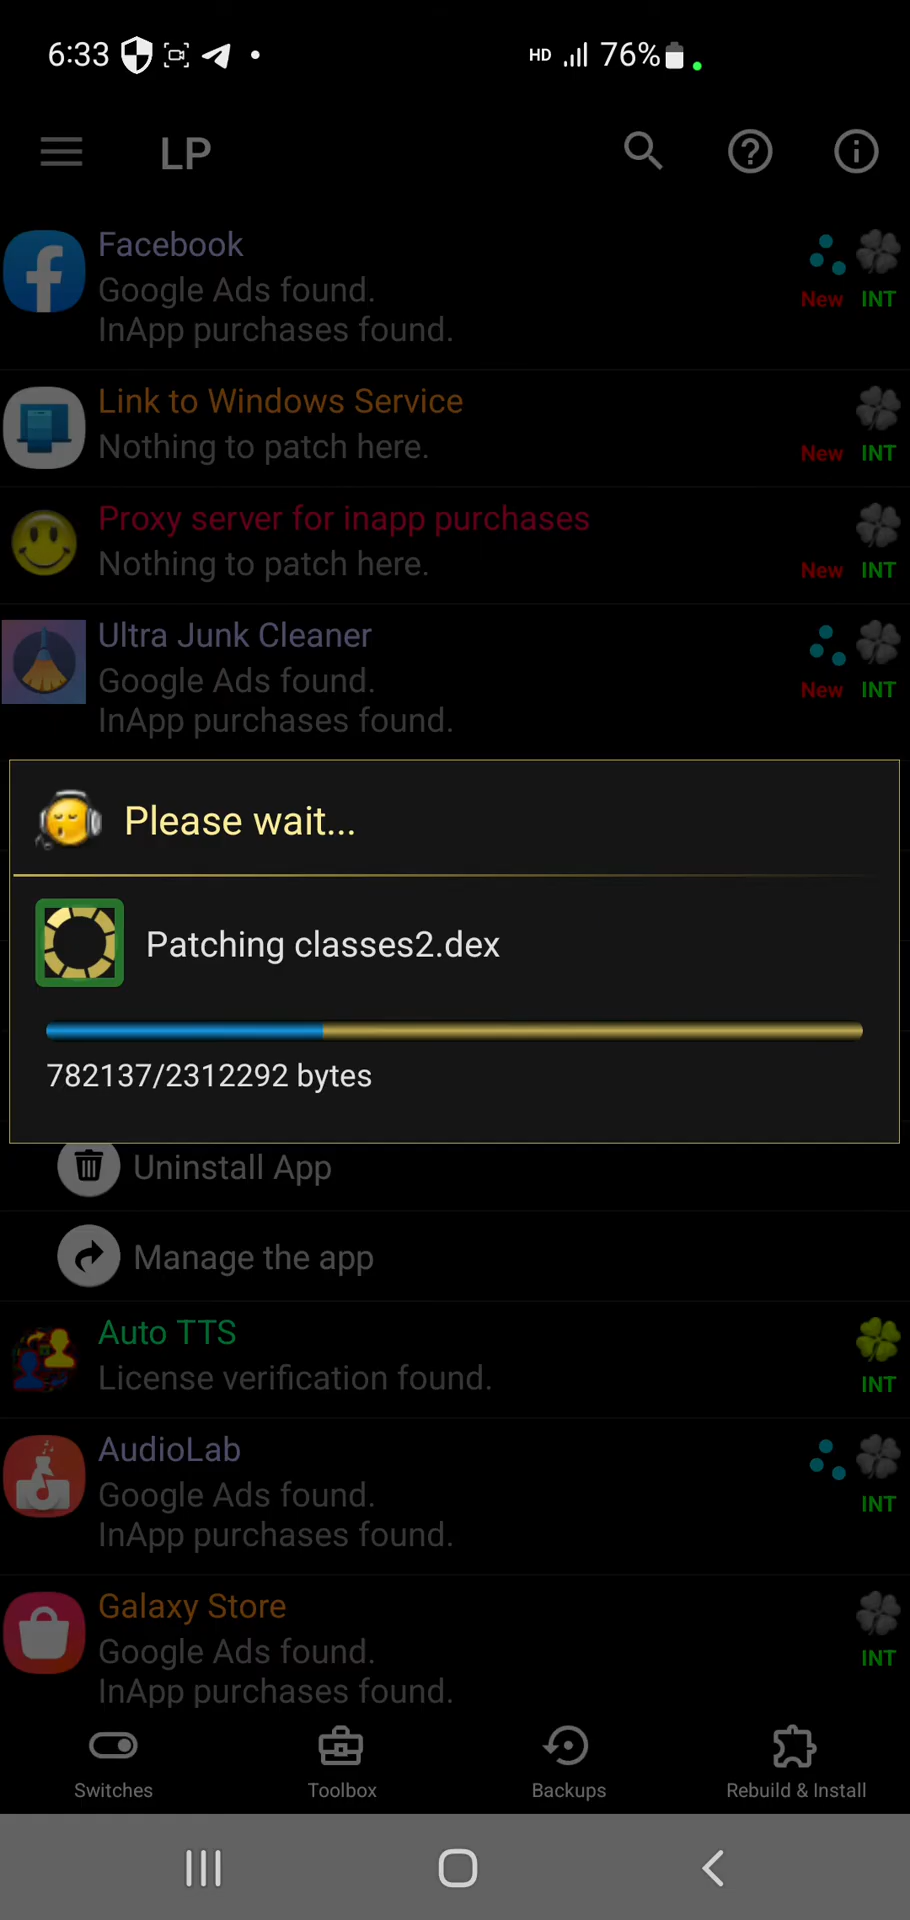 6:33
HD 76%
LP
Facebook
Google Ads found.
InApp purchases found.
New INT
Link to Windows Service
Nothing to patch here.
New INT
Proxy server for inapp purchases
Nothing to patch here.
New INT
Ultra Junk Cleaner
Google Ads found.
InApp purchases found.
New INT
Please wait...
Patching classes2.dex
782137/2312292 bytes
Uninstall App
Manage the app
Auto TTS
License verification found.
INT
AudioLab
Google Ads found.
InApp purchases found.
INT
Galaxy Store
Google Ads found.
InApp purchases found.
INT
Switches
Toolbox
Backups
Rebuild & Install